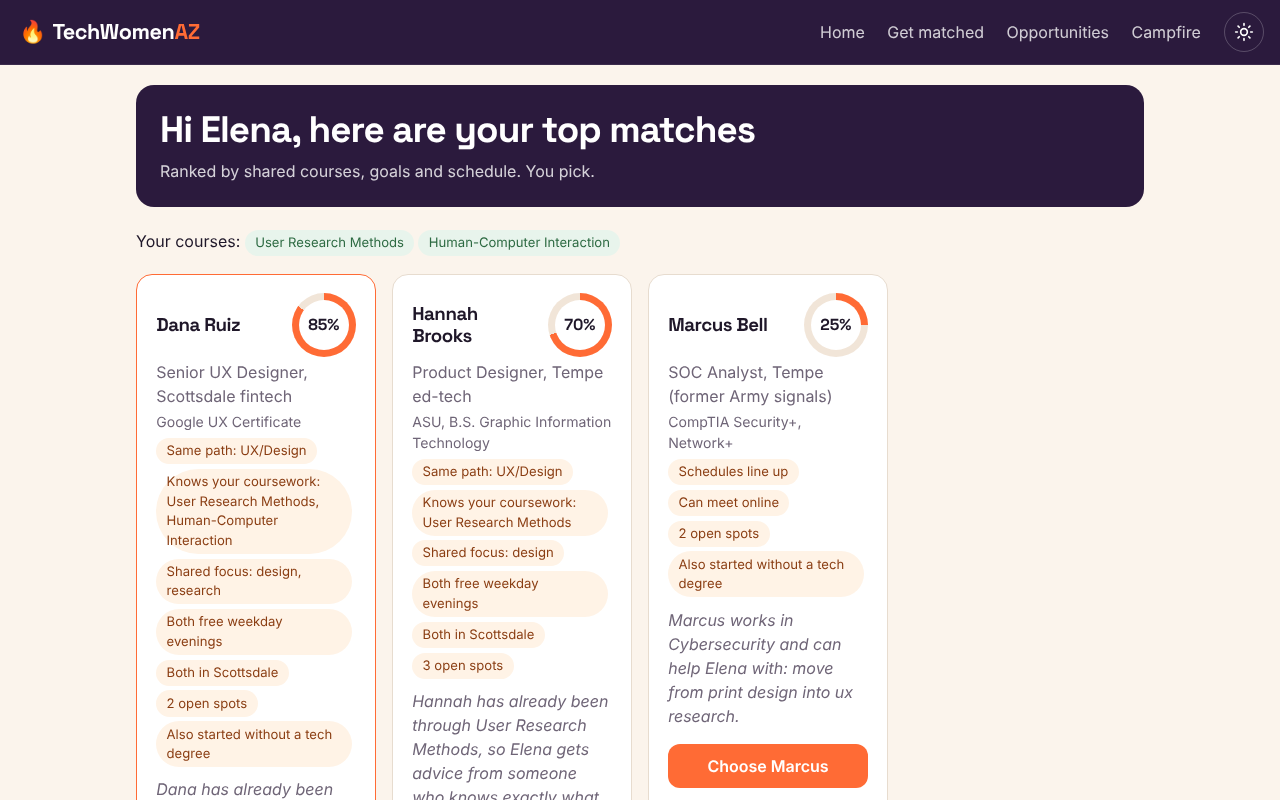 🔥 TechWomenAZ
Home Get matched Opportunities Campfire
Hi Elena, here are your top matches
Ranked by shared courses, goals and schedule. You pick.
Your courses: User Research Methods Human-Computer Interaction
Dana Ruiz
85%
Senior UX Designer,
Scottsdale fintech
Google UX Certificate
Same path: UX/Design
Knows your coursework:
User Research Methods,
Human-Computer
Interaction
Shared focus: design,
research
Both free weekday
evenings
Both in Scottsdale
2 open spots
Also started without a tech
degree
Dana has already been
Hannah
Brooks
70%
Product Designer, Tempe
ed-tech
ASU, B.S. Graphic Information
Technology
Same path: UX/Design
Knows your coursework:
User Research Methods
Shared focus: design
Both free weekday
evenings
Both in Scottsdale
3 open spots
Hannah has already been
through User Research
Methods, so Elena gets
advice from someone
who knows exactly what
Marcus Bell
25%
SOC Analyst, Tempe
(former Army signals)
CompTIA Security+,
Network+
Schedules line up
Can meet online
2 open spots
Also started without a tech
degree
Marcus works in
Cybersecurity and can
help Elena with: move
from print design into ux
research.
Choose Marcus